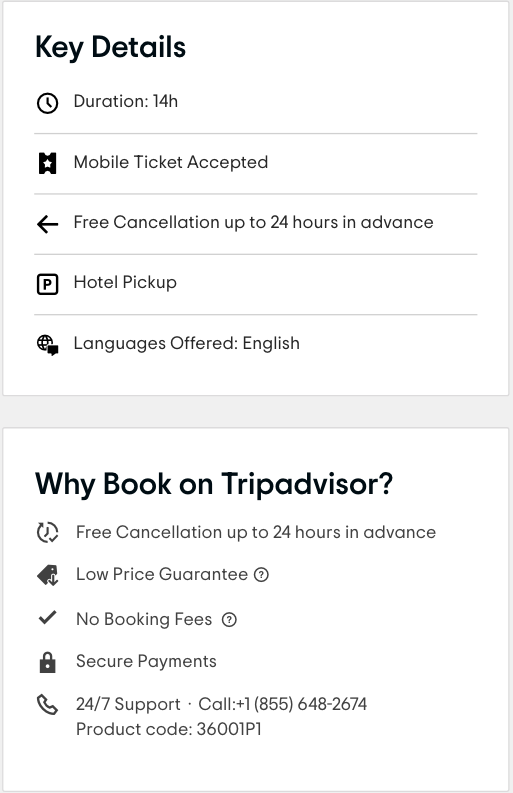 Key Details
Duration: 14h
Mobile Ticket Accepted
Free Cancellation up to 24 hours in advance
P
Hotel Pickup
Languages Offered: English
Why Book on Tripadvisor?
Free Cancellation up to 24 hours in advance
Low Price Guarantee ?
No Booking Fees ?
Secure Payments
24/7 Support · Call:+1 (855) 648-2674
Product code: 36001P1